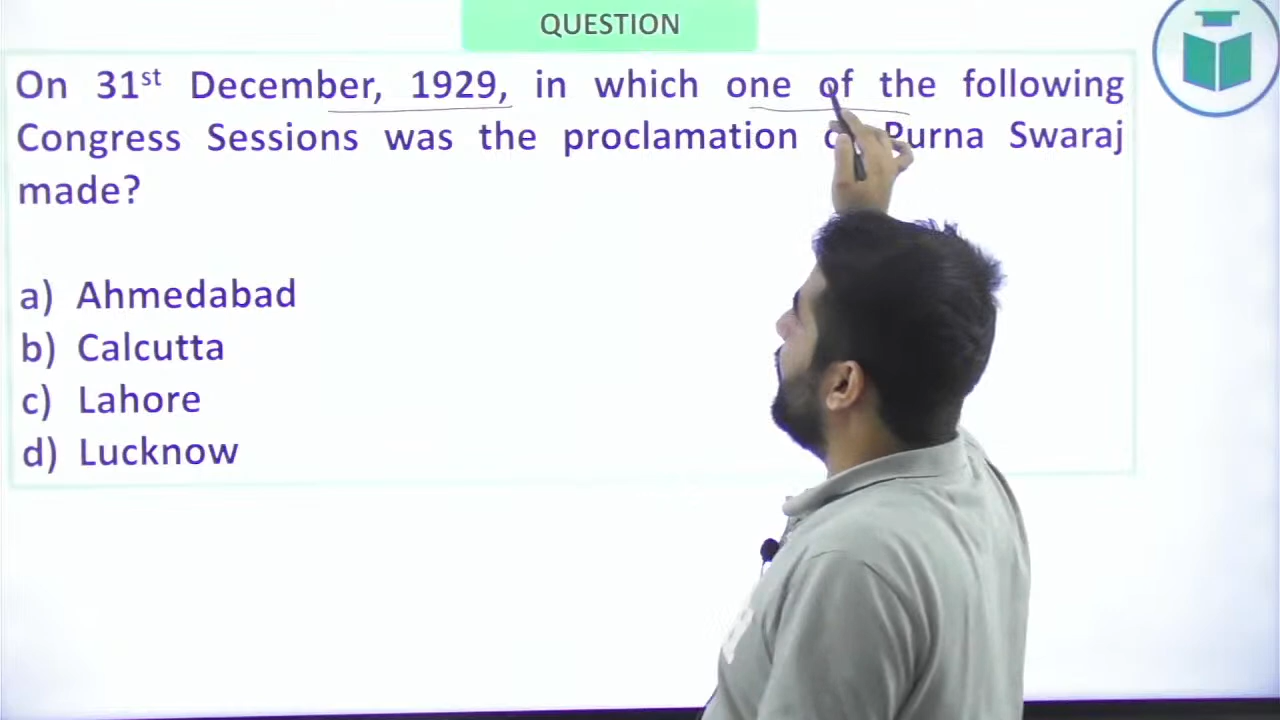 QUESTION
On 31st December, 1929, in which one of the following
Congress Sessions was the proclamation Purna Swaraj
made?
a) Ahmedabad
b) Calcutta
c) Lahore
d) Lucknow